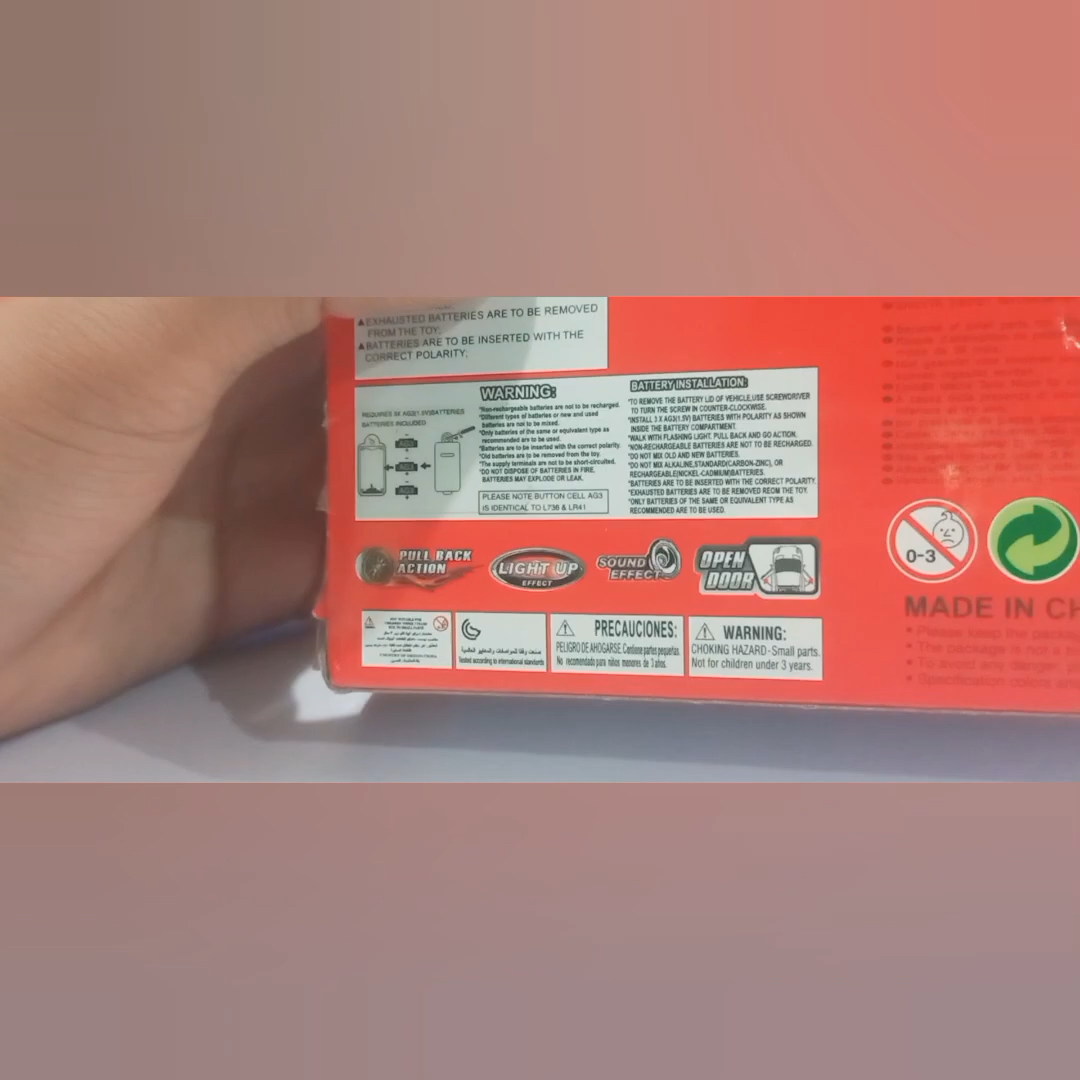 ▲EXHAUSTED BATTERIES ARE TO BE REMOVED
FROM THE TOY;
▲BATTERIES ARE TO BE INSERTED WITH THE
CORRECT POLARITY;
REQUIRES 3X AG3(1.5V)BATTERIES
BATTERIES INCLUDED
AG3
AG3
AG3
WARNING:
*Non-rechargeable batteries are not to be recharged.
*Different types of batteries or new and used
batteries are not to be mixed.
*Only batteries of the same or equivalent type as
recommended are to be used.
*Batteries are to be inserted with the correct polarity.
*Old batteries are to be removed from the toy.
*The supply terminals are not to be short-circuited.
*DO NOT DISPOSE OF BATTERIES IN FIRE,
BATTERIES MAY EXPLODE OR LEAK.
PLEASE NOTE BUTTON CELL AG3
IS IDENTICAL TO L736 & LR41
BATTERY INSTALLATION:
*TO REMOVE THE BATTERY LID OF VEHICLE,USE SCREWDRIVER
TO TURN THE SCREW IN COUNTER-CLOCKWISE.
*INSTALL 3 X AG3(1.5V) BATTERIES WITH POLARITY AS SHOWN
INSIDE THE BATTERY COMPARTMENT.
*WALK WITH FLASHING LIGHT. PULL BACK AND GO ACTION.
*NON-RECHARGEABLE BATTERIES ARE NOT TO BE RECHARGED.
*DO NOT MIX OLD AND NEW BATTERIES.
*DO NOT MIX ALKALINE,STANDARD(CARBON-ZINC), OR
RECHARGEABLE(NICKEL-CADMIUM)BATTERIES.
*BATTERIES ARE TO BE INSERTED WITH THE CORRECT POLARITY.
*EXHAUSTED BATTERIES ARE TO BE REMOVED REOM THE TOY.
*ONLY BATTERIES OF THE SAME OR EQUIVALENT TYPE AS
RECOMMENDED ARE TO BE USED.
PULL BACK
ACTION
LIGHT UP
EFFECT
SOUND
EFFECT
OPEN
DOOR
صنعت وفقا للمواصفات والمعايير العالمية
Tested according to international standards
PRECAUCIONES:
PELIGRO DE AHOGARSE. Contiene partes pequeñas.
No recomendado para niños menores de 3 años.
WARNING:
CHOKING HAZARD-Small parts.
Not for children under 3 years.
0-3
MADE IN CH